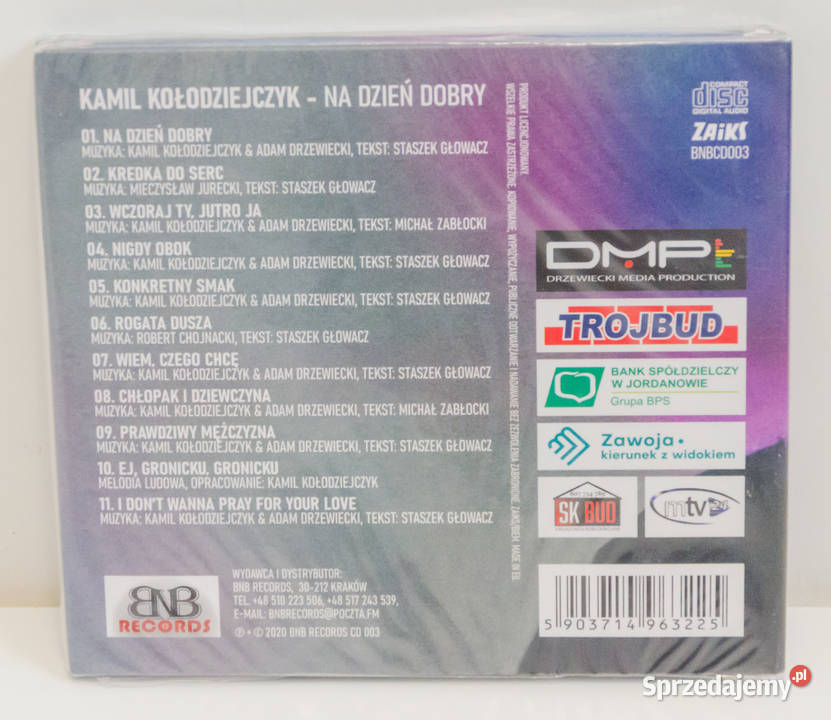 KAMIL KOŁODZIEJCZYK - NA DZIEŃ DOBRY
01. NA DZIEŃ DOBRY
MUZYKA: KAMIL KOŁODZIEJCZYK & ADAM DRZEWIECKI, TEKST: STASZEK GŁOWACZ
02. KREDKA DO SERC
MUZYKA: MIECZYSŁAW JURECKI, TEKST: STASZEK GŁOWACZ
03. WCZORAJ TY, JUTRO JA
MUZYKA: KAMIL KOŁODZIEJCZYK & ADAM DRZEWIECKI, TEKST: MICHAŁ ZABŁOCKI
04. NIGDY OBOK
MUZYKA: KAMIL KOŁODZIEJCZYK & ADAM DRZEWIECKI, TEKST: STASZEK GŁOWACZ
05. KONKRETNY SMAK
MUZYKA: KAMIL KOŁODZIEJCZYK & ADAM DRZEWIECKI, TEKST: STASZEK GŁOWACZ
06. ROGATA DUSZA
MUZYKA: ROBERT CHOJNACKI, TEKST: STASZEK GŁOWACZ
07. WIEM, CZEGO CHCĘ
MUZYKA: KAMIL KOŁODZIEJCZYK & ADAM DRZEWIECKI, TEKST: STASZEK GŁOWACZ
08. CHŁOPAK I DZIEWCZYNA
MUZYKA: KAMIL KOŁODZIEJCZYK & ADAM DRZEWIECKI, TEKST: MICHAŁ ZABŁOCKI
09. PRAWDZIWY MĘŻCZYZNA
MUZYKA: KAMIL KOŁODZIEJCZYK & ADAM DRZEWIECKI, TEKST: STASZEK GŁOWACZ
10. EJ, GRONICKU, GRONICKU
MELODIA LUDOWA, OPRACOWANIE: KAMIL KOŁODZIEJCZYK
11. I DON'T WANNA PRAY FOR YOUR LOVE
MUZYKA: KAMIL KOŁODZIEJCZYK & ADAM DRZEWIECKI, TEKST: STASZEK GŁOWACZ
BNB
RECORDS
WYDAWCA I DYSTRYBUTOR:
BNB RECORDS, 30-212 KRAKÓW
TEL. +48 510 223 506, +48 517 243 539,
E-MAIL: BNBRECORDS@POCZTA.FM
℗ + © 2020 BNB RECORDS CD 003
PRODUKT LICENCJONOWANY.
WSZELKIE PRAWA ZASTRZEŻONE. KOPIOWANIE, WYPOŻYCZANIE, PUBLICZNE ODTWARZANIE I NADAWANIE BEZ ZEZWOLENIA ZABRONIONE. ZAIKS/BIEM. MADE IN EU.
COMPACT
disc
DIGITAL AUDIO
ZAiKS
BNBCD003
DMP
DRZEWIECKI MEDIA PRODUCTION
TROJBUD
BANK SPÓŁDZIELCZY
W JORDANOWIE
Grupa BPS
Zawoja
kierunek z widokiem
SK BUD
mtv24
5 903714 963225
Sprzedajemy.pl